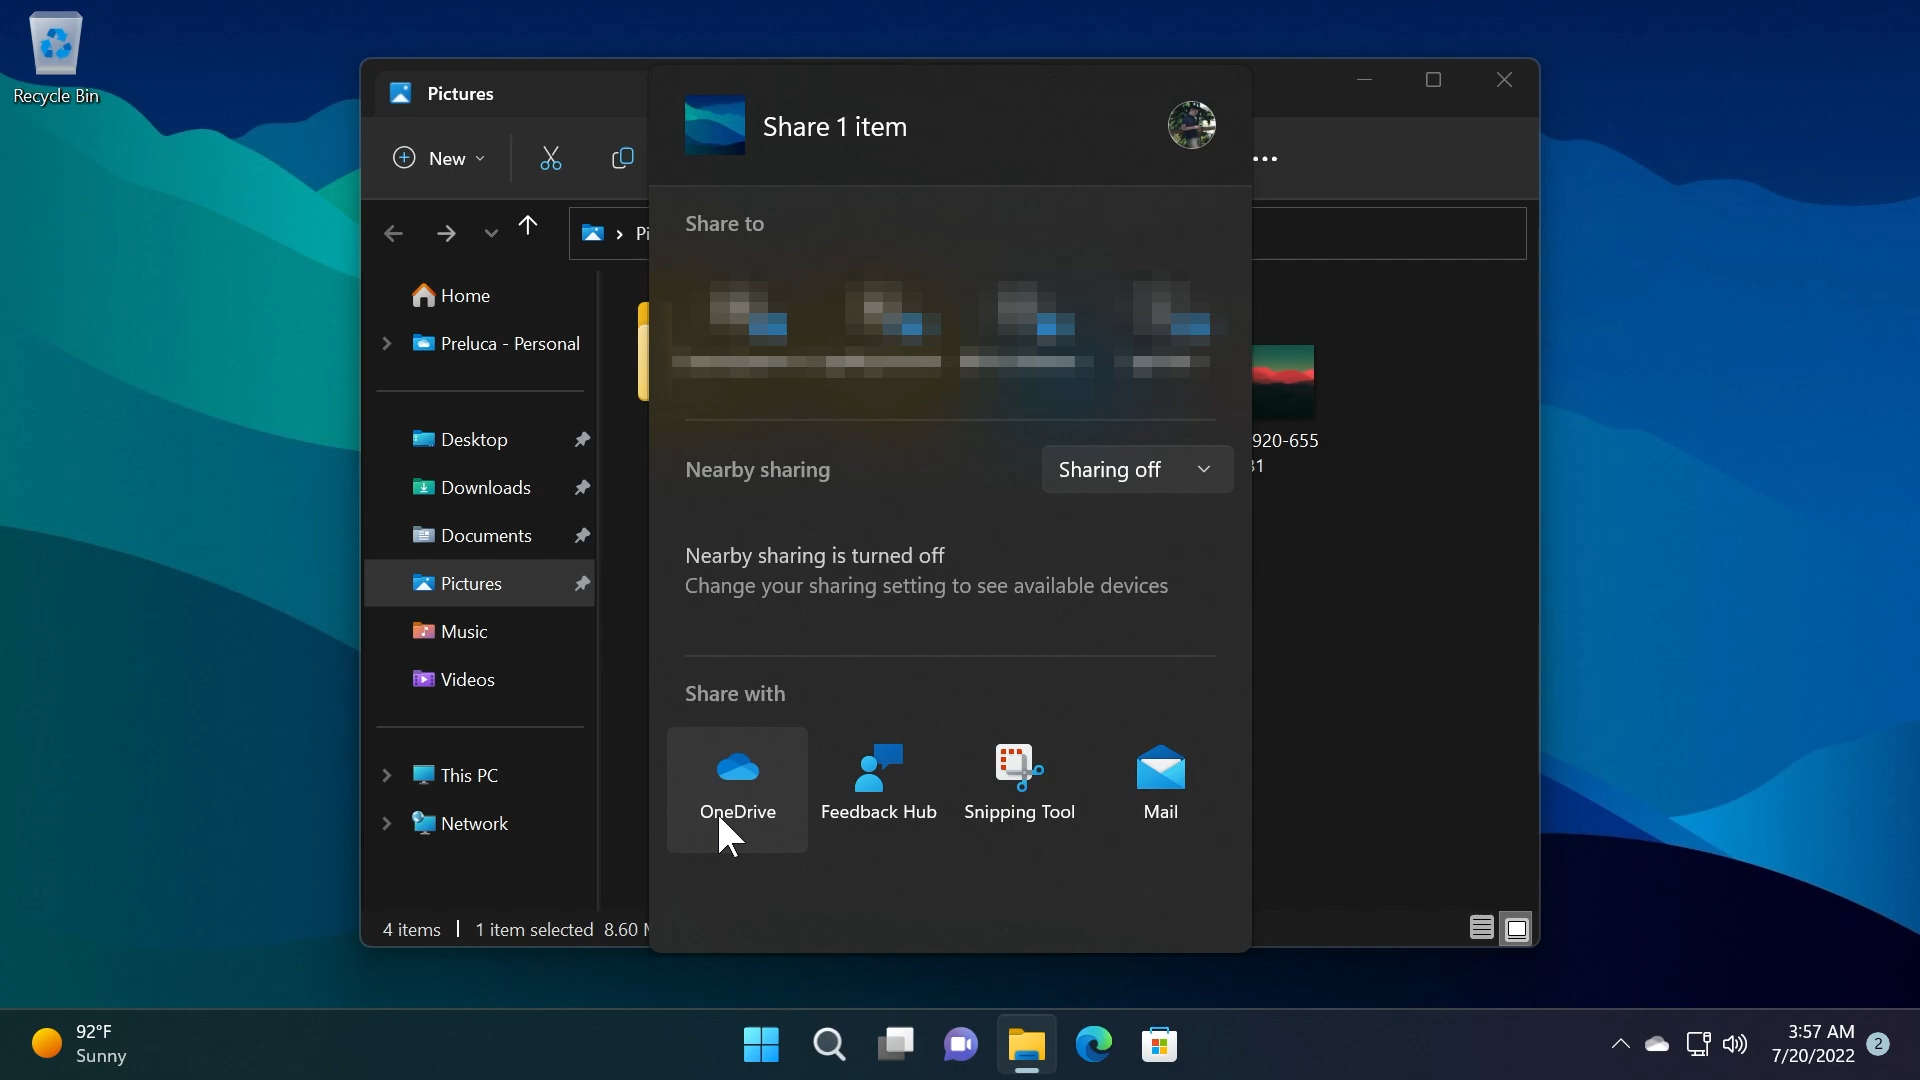 Recycle Bin
Pictures
New
Home
Preluca - Personal
Desktop
Downloads
Documents
Pictures
Music
Videos
This PC
Network
4 items
1 item selected 8.60
Share 1 item
Share to
Nearby sharing
Sharing off
Nearby sharing is turned off
Change your sharing setting to see available devices
Share with
OneDrive
Feedback Hub
Snipping Tool
Mail
920-655
92°F
Sunny
3:57 AM
7/20/2022
2